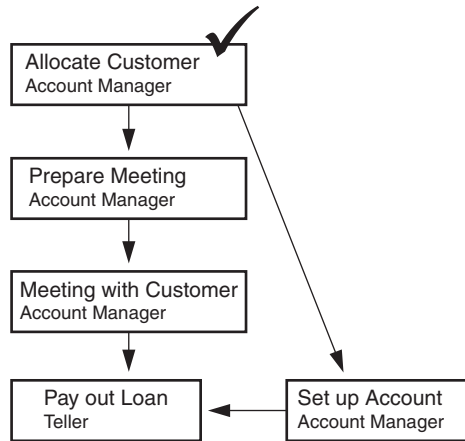 Allocate Customer
Account Manager
Prepare Meeting
Account Manager
Meeting with Customer
Account Manager
Pay out Loan
Teller
Set up Account
Account Manager